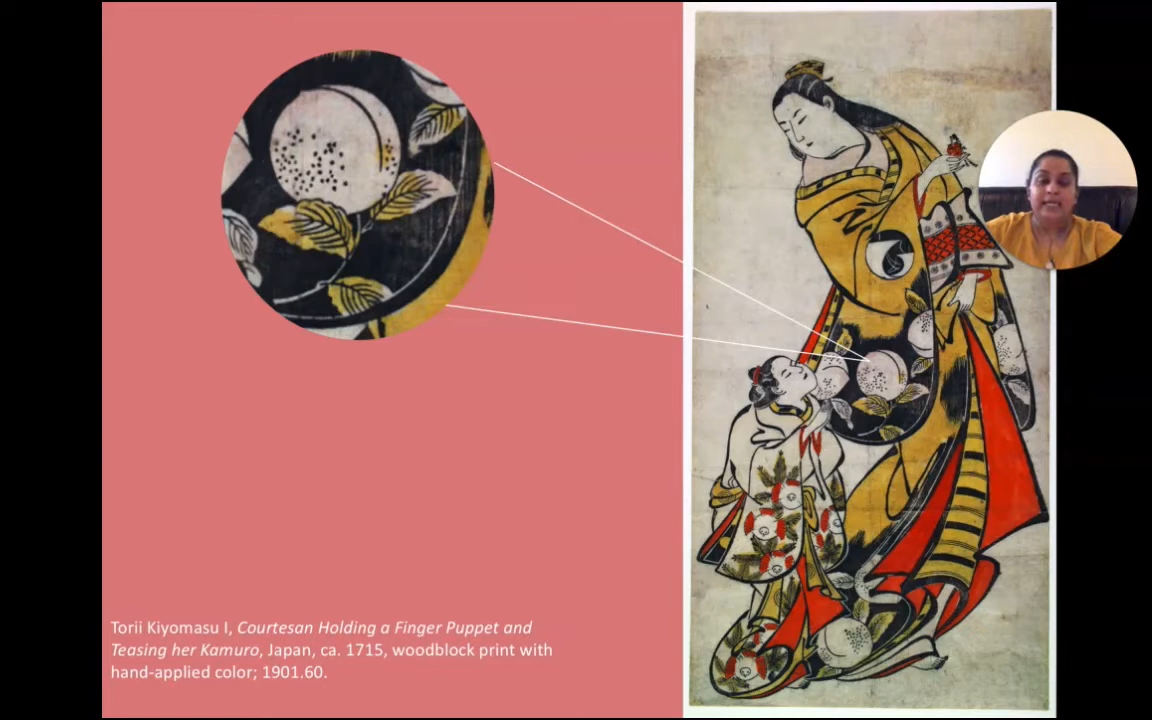 Torii Kiyomasu I, Courtesan Holding a Finger Puppet and
Teasing her Kamuro, Japan, ca. 1715, woodblock print with
hand-applied color; 1901.60.